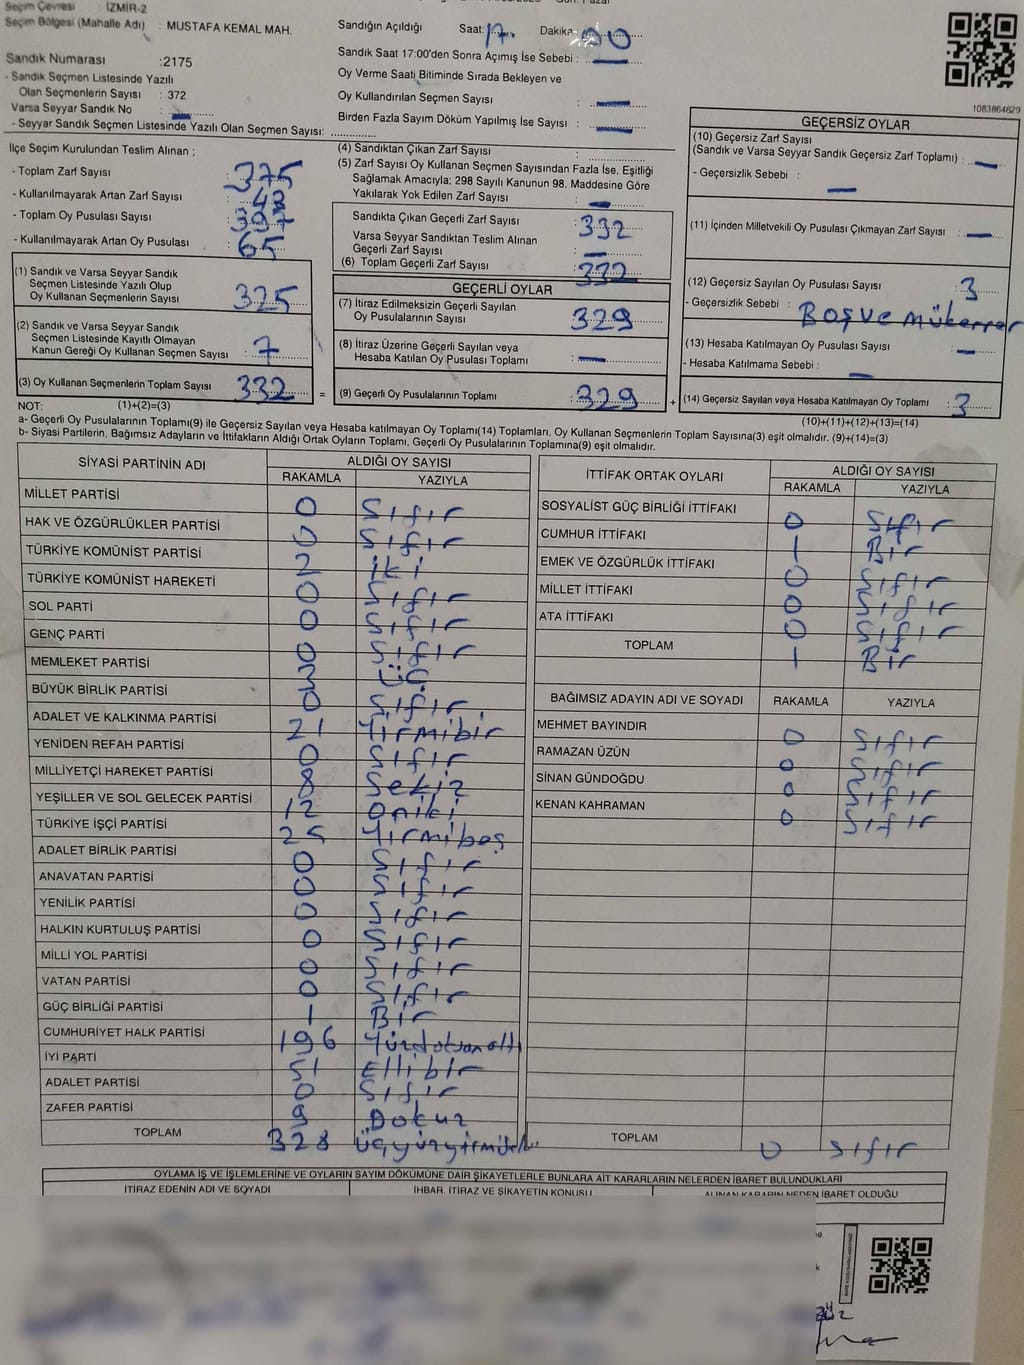 Seçim Çevresi : İZMİR-2
Seçim Bölgesi (Mahalle Adı) : MUSTAFA KEMAL MAH.
Sandık Numarası :2175
- Sandık Seçmen Listesinde Yazılı
Olan Seçmenlerin Sayısı : 372
Varsa Seyyar Sandık No —
- Seyyar Sandık Seçmen Listesinde Yazılı Olan Seçmen Sayısı:
Sandığın Açıldığı Saat: 17 Dakika: 00
Sandık Saat 17:00'den Sonra Açımış İse Sebebi : —
Oy Verme Saati Bitiminde Sırada Bekleyen ve
Oy Kullandırılan Seçmen Sayısı : —
Birden Fazla Sayım Döküm Yapılmış İse Sayısı : —
1083864629
İlçe Seçim Kurulundan Teslim Alınan ;
- Toplam Zarf Sayısı : 375
- Kullanılmayarak Artan Zarf Sayısı : 43
- Toplam Oy Pusulası Sayısı : 397
- Kullanılmayarak Artan Oy Pusulası : 65
(1) Sandık ve Varsa Seyyar Sandık
Seçmen Listesinde Yazılı Olup
Oy Kullanan Seçmenlerin Sayısı : 325
(2) Sandık ve Varsa Seyyar Sandık
Seçmen Listesinde Kayıtlı Olmayan
Kanun Gereği Oy Kullanan Seçmen Sayısı : 7
(3) Oy Kullanan Seçmenlerin Toplam Sayısı : 332
(4) Sandıktan Çıkan Zarf Sayısı :
(5) Zarf Sayısı Oy Kullanan Seçmen Sayısından Fazla İse, Eşitliği
Sağlamak Amacıyla; 298 Sayılı Kanunun 98. Maddesine Göre
Yakılarak Yok Edilen Zarf Sayısı : —
Sandıkta Çıkan Geçerli Zarf Sayısı : 332
Varsa Seyyar Sandıktan Teslim Alınan
Geçerli Zarf Sayısı : —
(6) Toplam Geçerli Zarf Sayısı : 332
GEÇERLİ OYLAR
(7) İtiraz Edilmeksizin Geçerli Sayılan
Oy Pusulalarının Sayısı : 329
(8) İtiraz Üzerine Geçerli Sayılan veya
Hesaba Katılan Oy Pusulası Toplamı : —
= (9) Geçerli Oy Pusulalarının Toplamı : 329
GEÇERSİZ OYLAR
(10) Geçersiz Zarf Sayısı
(Sandık ve Varsa Seyyar Sandık Geçersiz Zarf Toplamı) : —
- Geçersizlik Sebebi : —
(11) İçinden Milletvekili Oy Pusulası Çıkmayan Zarf Sayısı : —
(12) Geçersiz Sayılan Oy Pusulası Sayısı : 3
- Geçersizlik Sebebi : Boş ve mükerrer
(13) Hesaba Katılmayan Oy Pusulası Sayısı : —
- Hesaba Katılmama Sebebi : —
+ (14) Geçersiz Sayılan veya Hesaba Katılmayan Oy Toplamı : 3
NOT: (1)+(2)=(3) (10)+(11)+(12)+(13)=(14)
a- Geçerli Oy Pusulalarının Toplamı(9) ile Geçersiz Sayılan veya Hesaba katılmayan Oy Toplamı(14) Toplamları, Oy Kullanan Seçmenlerin Toplam Sayısına(3) eşit olmalıdır. (9)+(14)=(3)
b- Siyasi Partilerin, Bağımsız Adayların ve İttifakların Aldığı Ortak Oyların Toplamı, Geçerli Oy Pusulalarının Toplamına(9) eşit olmalıdır.
SİYASİ PARTİNİN ADI ALDIĞI OY SAYISI
RAKAMLA YAZIYLA
MİLLET PARTİSİ 0 Sıfır
HAK VE ÖZGÜRLÜKLER PARTİSİ 0 Sıfır
TÜRKİYE KOMÜNİST PARTİSİ 2 iki
TÜRKİYE KOMÜNİST HAREKETİ 0 Sıfır
SOL PARTİ 0 Sıfır
GENÇ PARTİ 0 Sıfır
MEMLEKET PARTİSİ 3 Üç
BÜYÜK BİRLİK PARTİSİ 0 Sıfır
ADALET VE KALKINMA PARTİSİ 21 Yirmibir
YENİDEN REFAH PARTİSİ 0 Sıfır
MİLLİYETÇİ HAREKET PARTİSİ 8 Sekiz
YEŞİLLER VE SOL GELECEK PARTİSİ 12 Oniki
TÜRKİYE İŞÇİ PARTİSİ 25 Yirmibeş
ADALET BİRLİK PARTİSİ 0 Sıfır
ANAVATAN PARTİSİ 0 Sıfır
YENİLİK PARTİSİ 0 Sıfır
HALKIN KURTULUŞ PARTİSİ 0 Sıfır
MİLLİ YOL PARTİSİ 0 Sıfır
VATAN PARTİSİ 0 Sıfır
GÜÇ BİRLİĞİ PARTİSİ 1 Bir
CUMHURİYET HALK PARTİSİ 196 Yüzdoksanaltı
İYİ PARTİ 51 Ellibir
ADALET PARTİSİ 0 Sıfır
ZAFER PARTİSİ 9 Dokuz
TOPLAM 328
İTTİFAK ORTAK OYLARI ALDIĞI OY SAYISI
RAKAMLA YAZIYLA
SOSYALİST GÜÇ BİRLİĞİ İTTİFAKI 0 Sıfır
CUMHUR İTTİFAKI 1 Bir
EMEK VE ÖZGÜRLÜK İTTİFAKI 0 Sıfır
MİLLET İTTİFAKI 0 Sıfır
ATA İTTİFAKI 0 Sıfır
TOPLAM 1 Bir
BAĞIMSIZ ADAYIN ADI VE SOYADI RAKAMLA YAZIYLA
MEHMET BAYINDIR 0 Sıfır
RAMAZAN ÜZÜN 0 Sıfır
SİNAN GÜNDOĞDU 0 Sıfır
KENAN KAHRAMAN 0 Sıfır
TOPLAM 0 Sıfır
OYLAMA İŞ VE İŞLEMLERİNE VE OYLARIN SAYIM DÖKÜMÜNE DAİR ŞİKAYETLERLE BUNLARA AİT KARARLARIN NELERDEN İBARET BULUNDUKLARI
İTİRAZ EDENİN ADI VE SOYADI İHBAR, İTİRAZ VE ŞİKAYETİN KONUSU ALINAN KARARIN NEDEN İBARET OLDUĞU